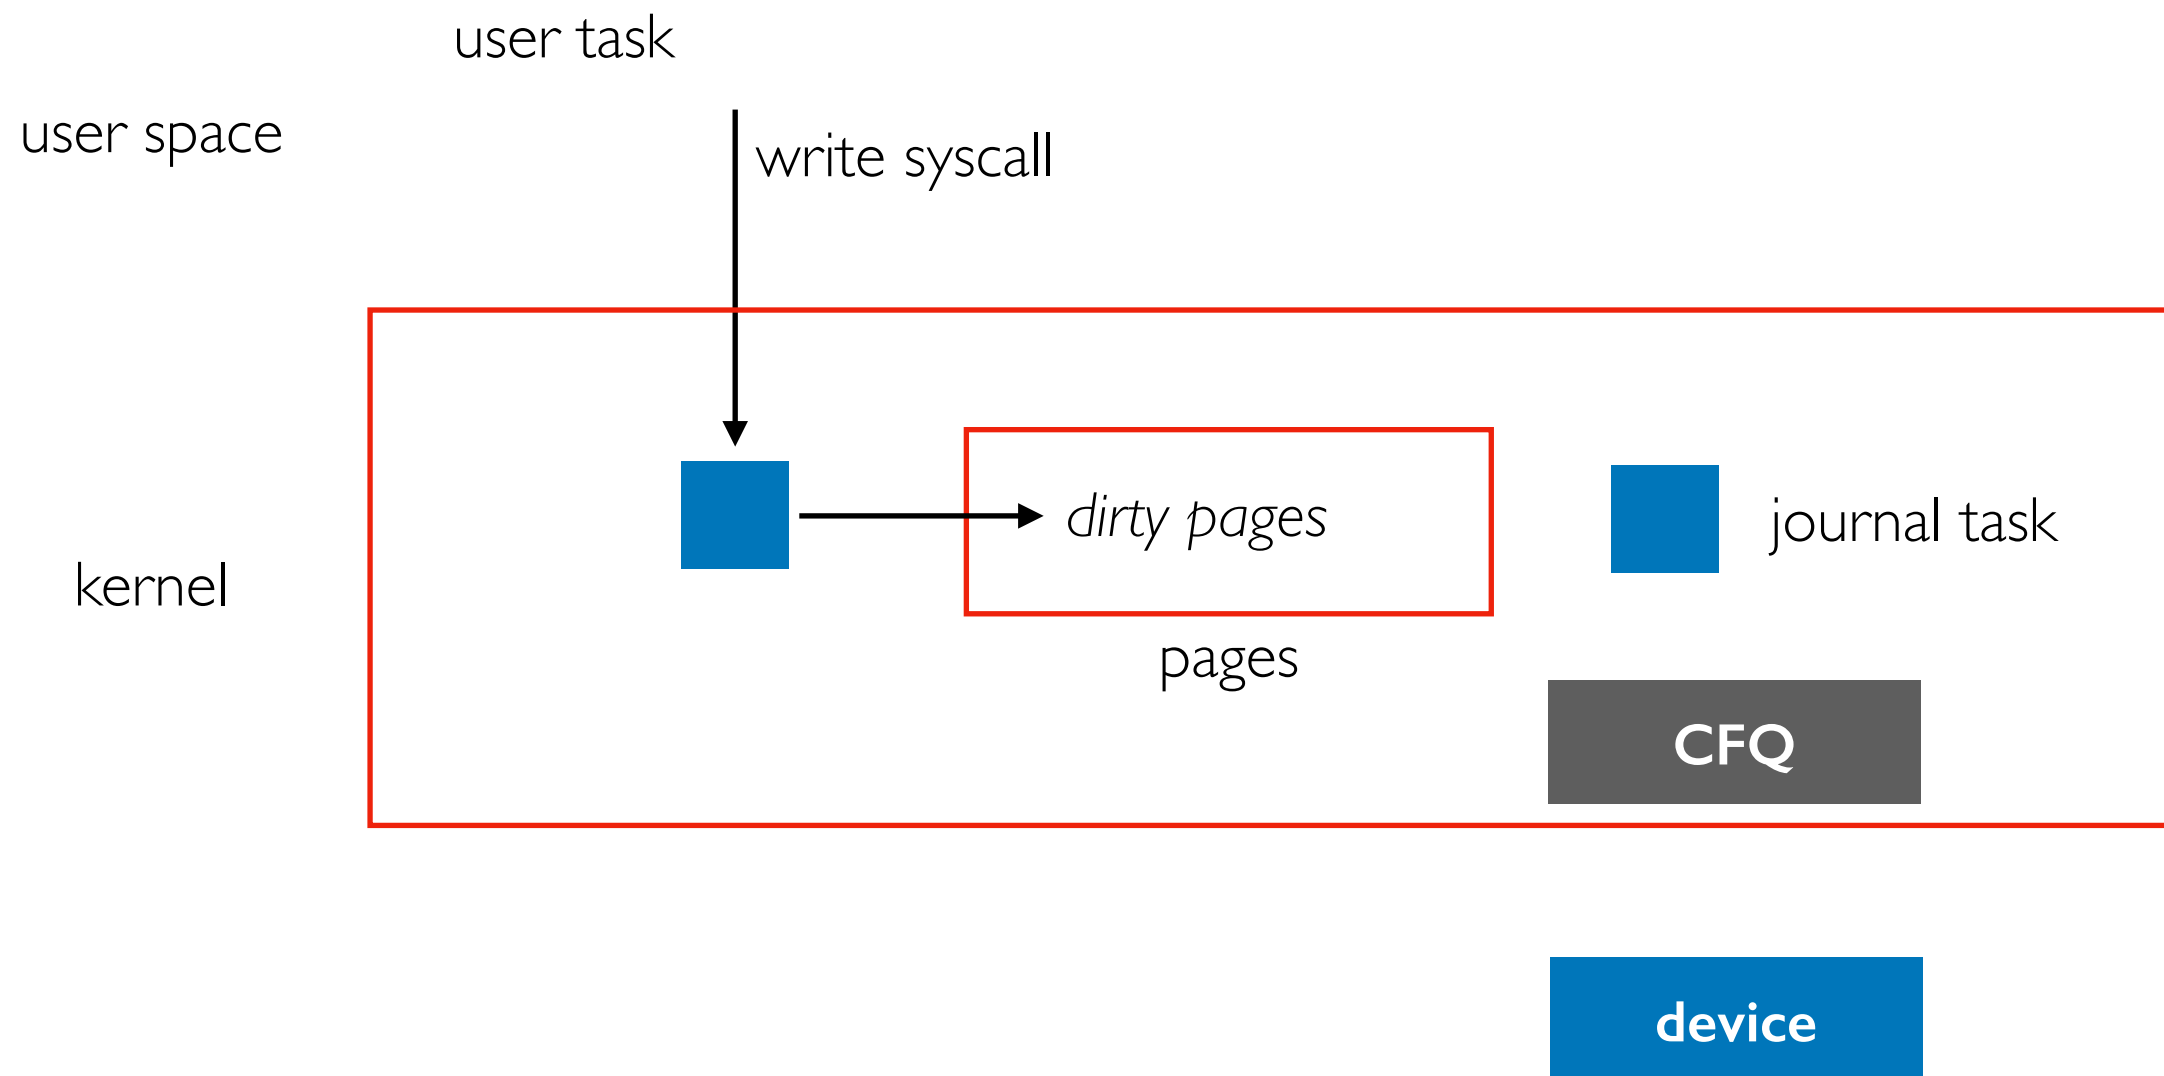 user task
user space
write syscall
dirty pages
journal task
kernel
pages
CFQ
device